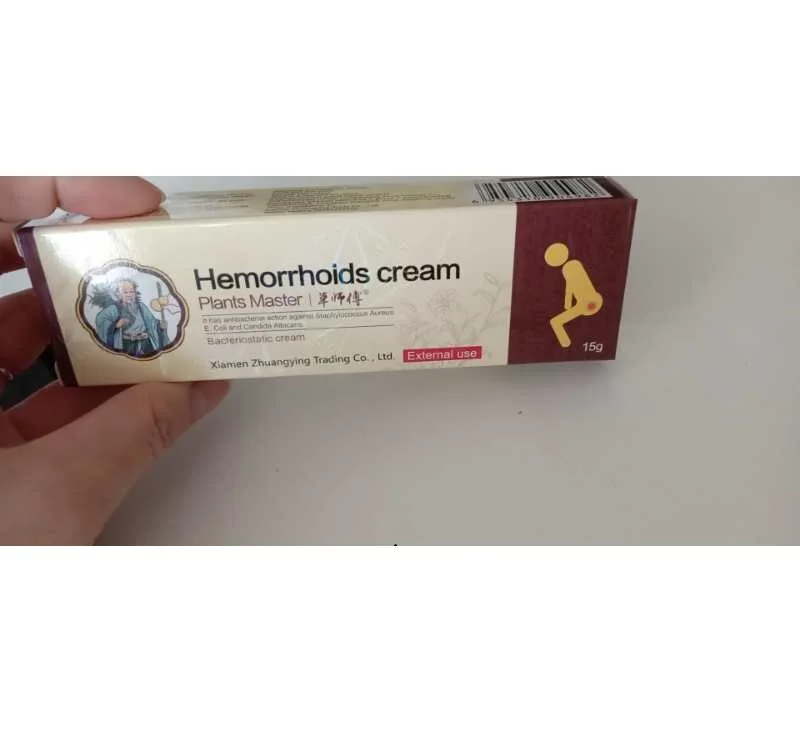 Hemorrhoids cream
Plants Master | 草师傅®
It has antibacterial action against Staphylococcus Aureus
E. Coli and Candida Albicans.
Bacteriostatic cream
Xiamen Zhuangying Trading Co., Ltd. External use
15g